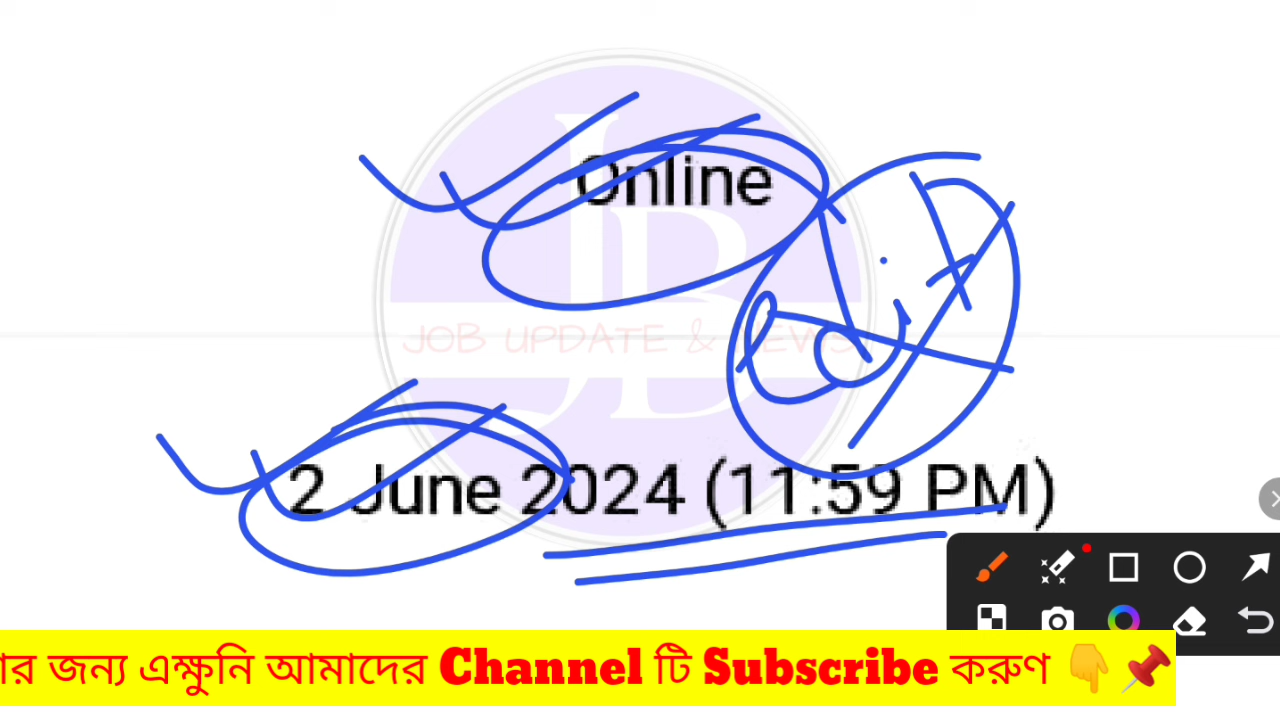 Online
JOB UPDATE & NEWS
2 June 2024 (11:59 PM)
র জন্য এক্ষুনি আমাদের Channel টি Subscribe করুণ 👇📌